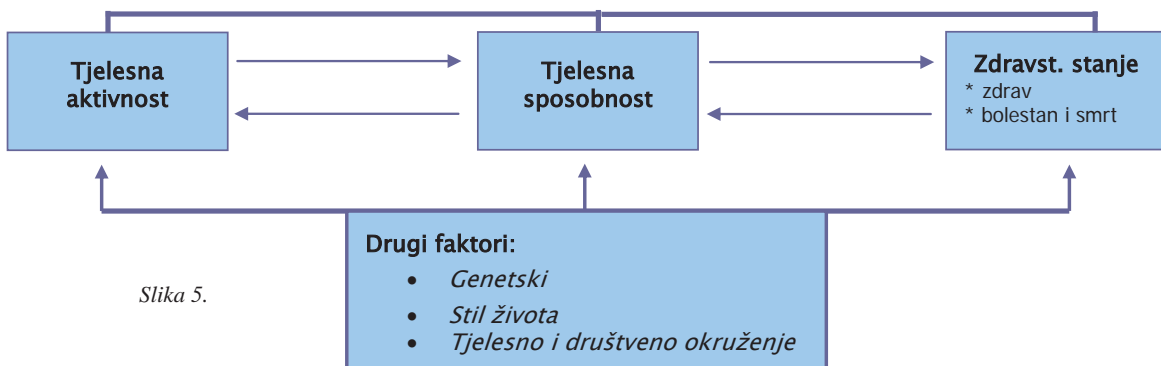 Tjelesna
aktivnost
Tjelesna
sposobnost
Zdravst. stanje
* zdrav
* bolestan i smrt
Drugi faktori:
• Genetski
• Stil života
• Tjelesno i društveno okruženje
Slika 5.